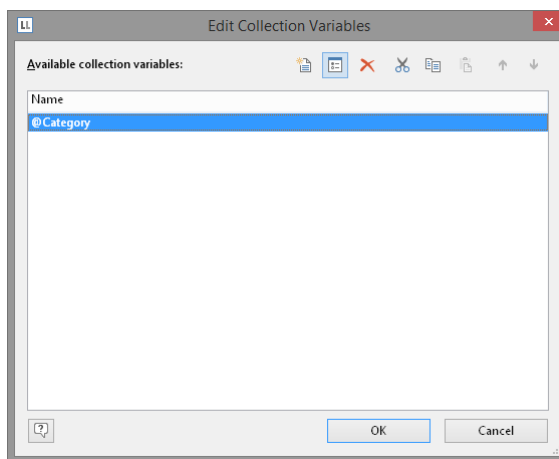 LL
Edit Collection Variables
Available collection variables:
Name
@Category
OK
Cancel